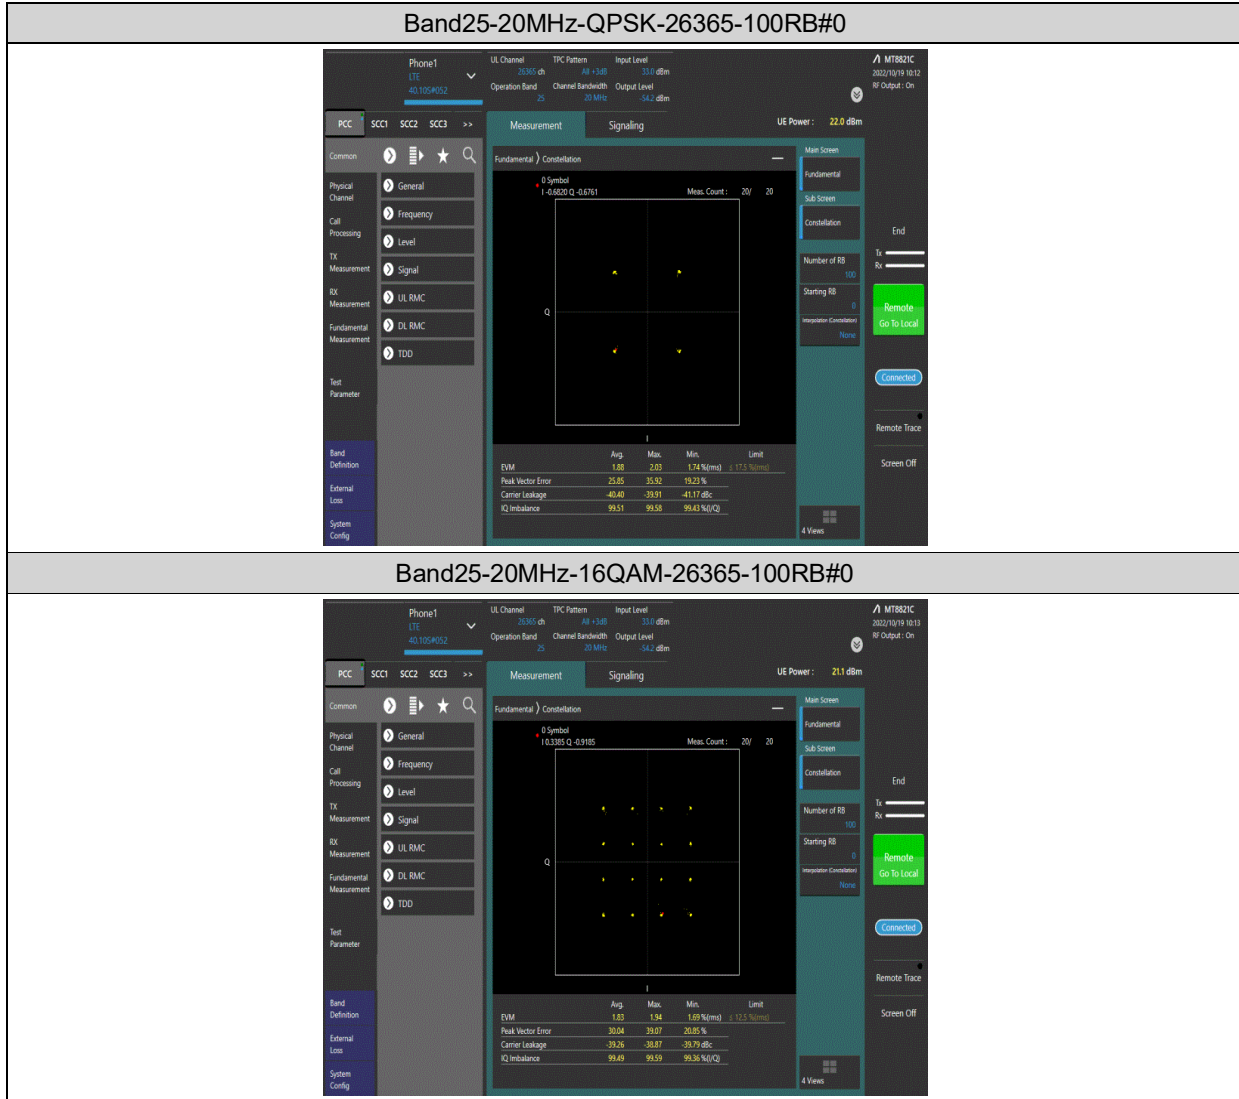 Band25-20MHz-QPSK-26365-100RB#0
Phone1
LTE
40.10S#052
UL Channel TPC Pattern Input Level
26365 ch All +3dB 33.0 dBm
Operation Band Channel Bandwidth Output Level
25 20 MHz -54.2 dBm
MT8821C
2022/10/19 10:12
RF Output : On
PCC SCC1 SCC2 SCC3 >>
Measurement Signaling
UE Power : 22.0 dBm
Common
Physical
Channel
Call
Processing
TX
Measurement
RX
Measurement
Fundamental
Measurement
Test
Parameter
Band
Definition
External
Loss
System
Config
General
Frequency
Level
Signal
UL RMC
DL RMC
TDD
Fundamental Constellation
0 Symbol
I -0.6820 Q -0.6761 Meas. Count : 20/ 20
Q
I
Avg. Max. Min. Limit
EVM 1.88 2.03 1.74 %(rms) ≤ 17.5 %(rms)
Peak Vector Error 25.85 35.92 19.23 %
Carrier Leakage -40.40 -39.91 -41.17 dBc
IQ Imbalance 99.51 99.58 99.43 %(I/Q)
Main Screen
Fundamental
Sub Screen
Constellation
Number of RB
100
Starting RB
0
Interpolation (Constellation)
None
4 Views
End
Tx
Rx
Remote
Go To Local
Connected
Remote Trace
Screen Off
Band25-20MHz-16QAM-26365-100RB#0
Phone1
LTE
40.10S#052
UL Channel TPC Pattern Input Level
26365 ch All +3dB 33.0 dBm
Operation Band Channel Bandwidth Output Level
25 20 MHz -54.2 dBm
MT8821C
2022/10/19 10:13
RF Output : On
PCC SCC1 SCC2 SCC3 >>
Measurement Signaling
UE Power : 21.1 dBm
Common
Physical
Channel
Call
Processing
TX
Measurement
RX
Measurement
Fundamental
Measurement
Test
Parameter
Band
Definition
External
Loss
System
Config
General
Frequency
Level
Signal
UL RMC
DL RMC
TDD
Fundamental Constellation
0 Symbol
I 0.3385 Q -0.9185 Meas. Count : 20/ 20
Q
I
Avg. Max. Min. Limit
EVM 1.83 1.94 1.69 %(rms) ≤ 12.5 %(rms)
Peak Vector Error 30.04 39.07 20.85 %
Carrier Leakage -39.26 -38.87 -39.79 dBc
IQ Imbalance 99.49 99.59 99.36 %(I/Q)
Main Screen
Fundamental
Sub Screen
Constellation
Number of RB
100
Starting RB
0
Interpolation (Constellation)
None
4 Views
End
Tx
Rx
Remote
Go To Local
Connected
Remote Trace
Screen Off